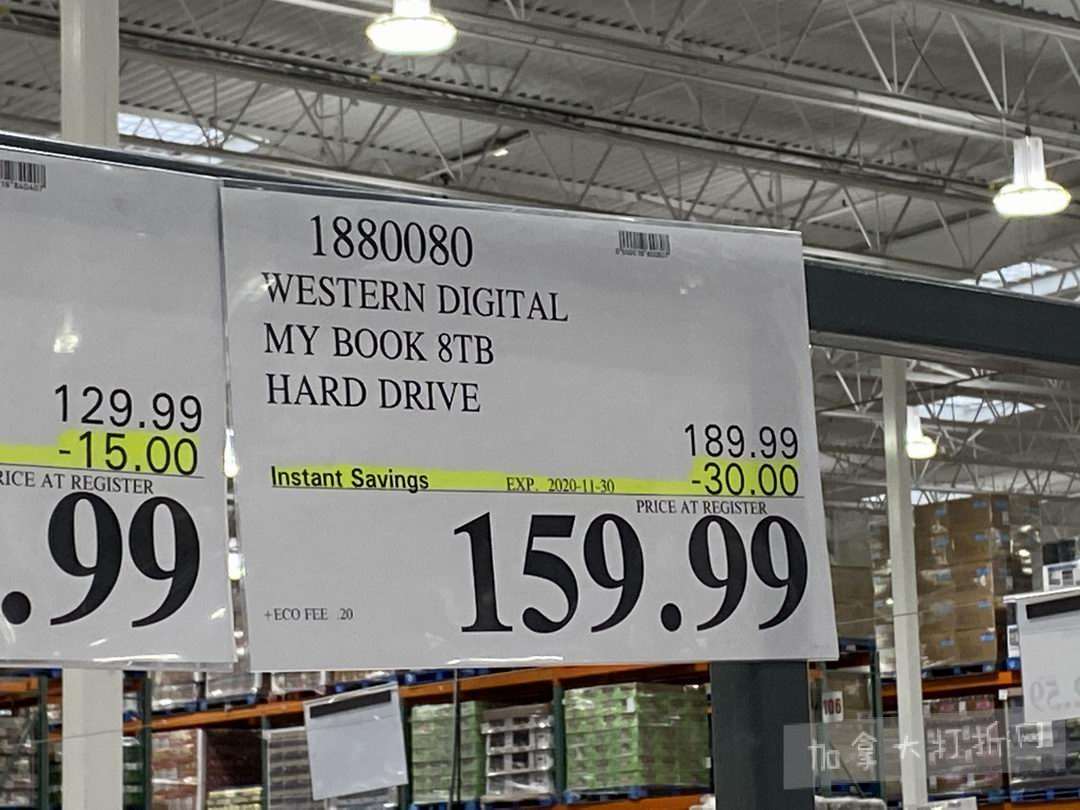 129.99
-15.00
RICE AT REGISTER
.99
1880080
WESTERN DIGITAL
MY BOOK 8TB
HARD DRIVE
189.99
Instant Savings EXP. 2020-11-30 -30.00
PRICE AT REGISTER
159.99
+ECO FEE .20
106
加拿大打折网